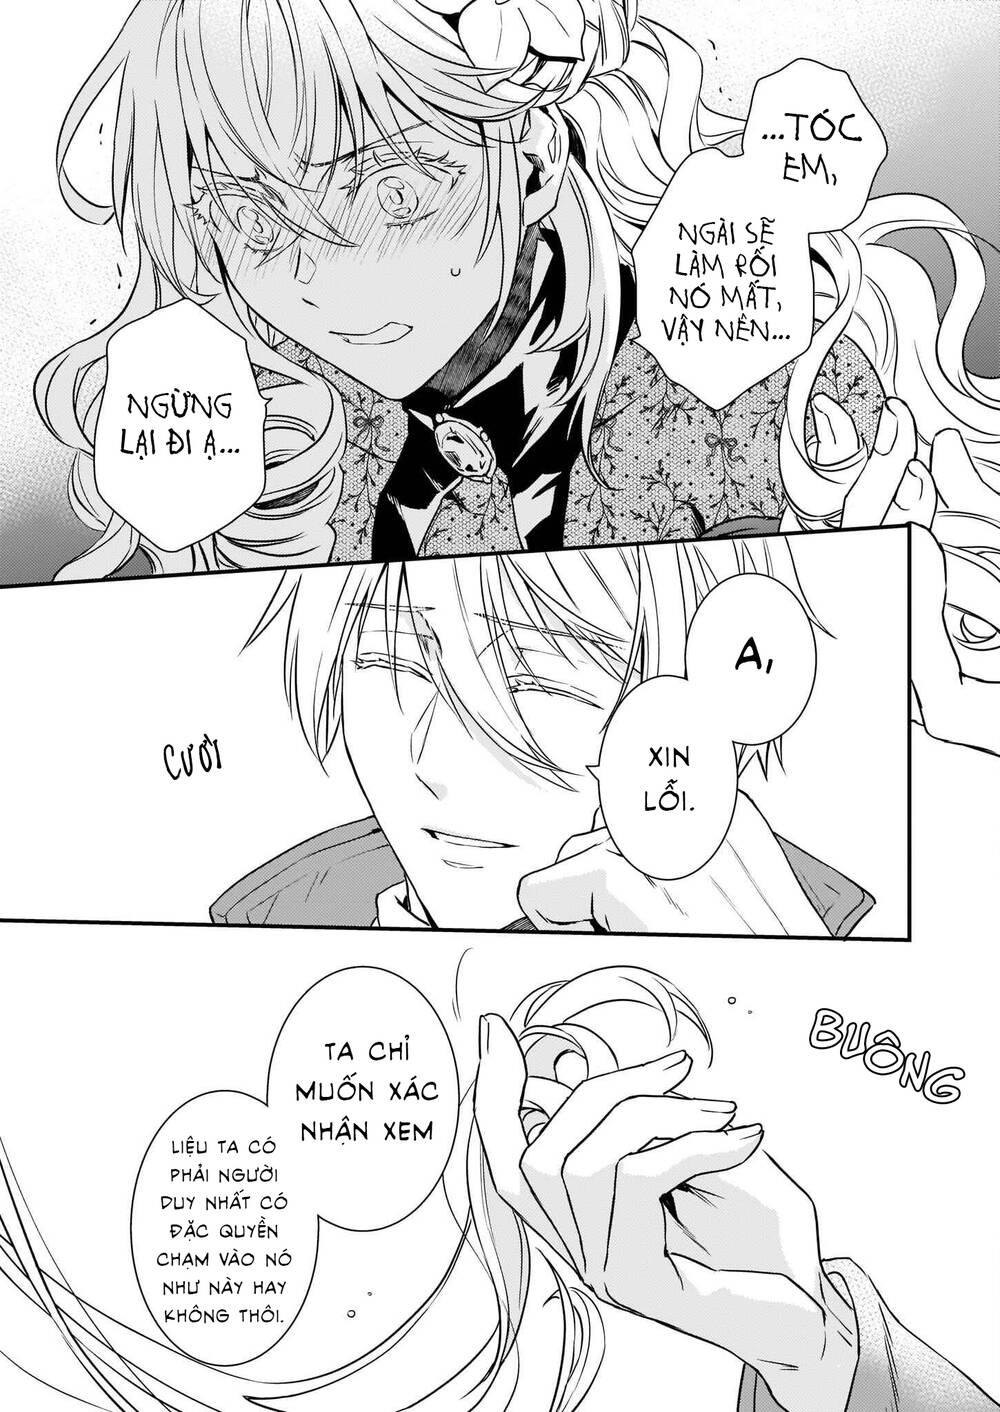 ...TÓC
EM,
NGÀI SẼ
LÀM RỐI
NÓ MẤT,
VẬY NÊN...
NGỪNG
LẠI ĐI Ạ...
A,
XIN
LỖI.
CƯỜI
BUÔNG
TA CHỈ
MUỐN XÁC
NHẬN XEM
LIỆU TA CÓ
PHẢI NGƯỜI
DUY NHẤT CÓ
ĐẶC QUYỀN
CHẠM VÀO NÓ
NHƯ NÀY HAY
KHÔNG THÔI.